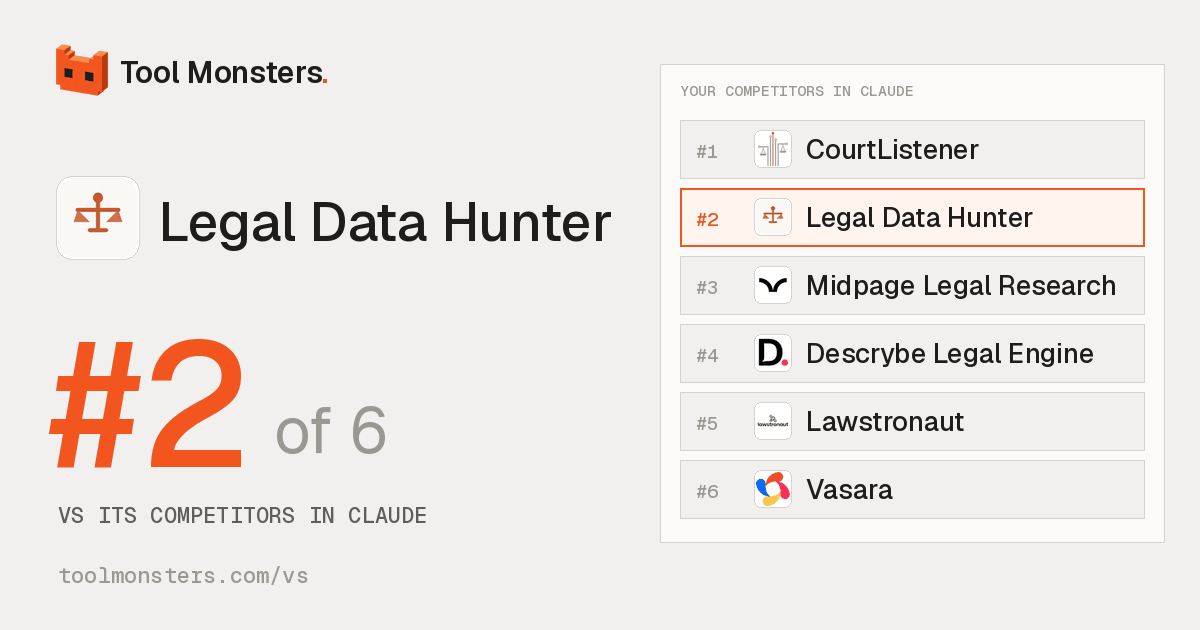 Tool Monsters.
Legal Data Hunter
#2 of 6
VS ITS COMPETITORS IN CLAUDE
toolmonsters.com/vs
YOUR COMPETITORS IN CLAUDE
#1 CourtListener
#2 Legal Data Hunter
#3 Midpage Legal Research
#4 D. Descrybe Legal Engine
#5 lawstronaut Lawstronaut
#6 Vasara